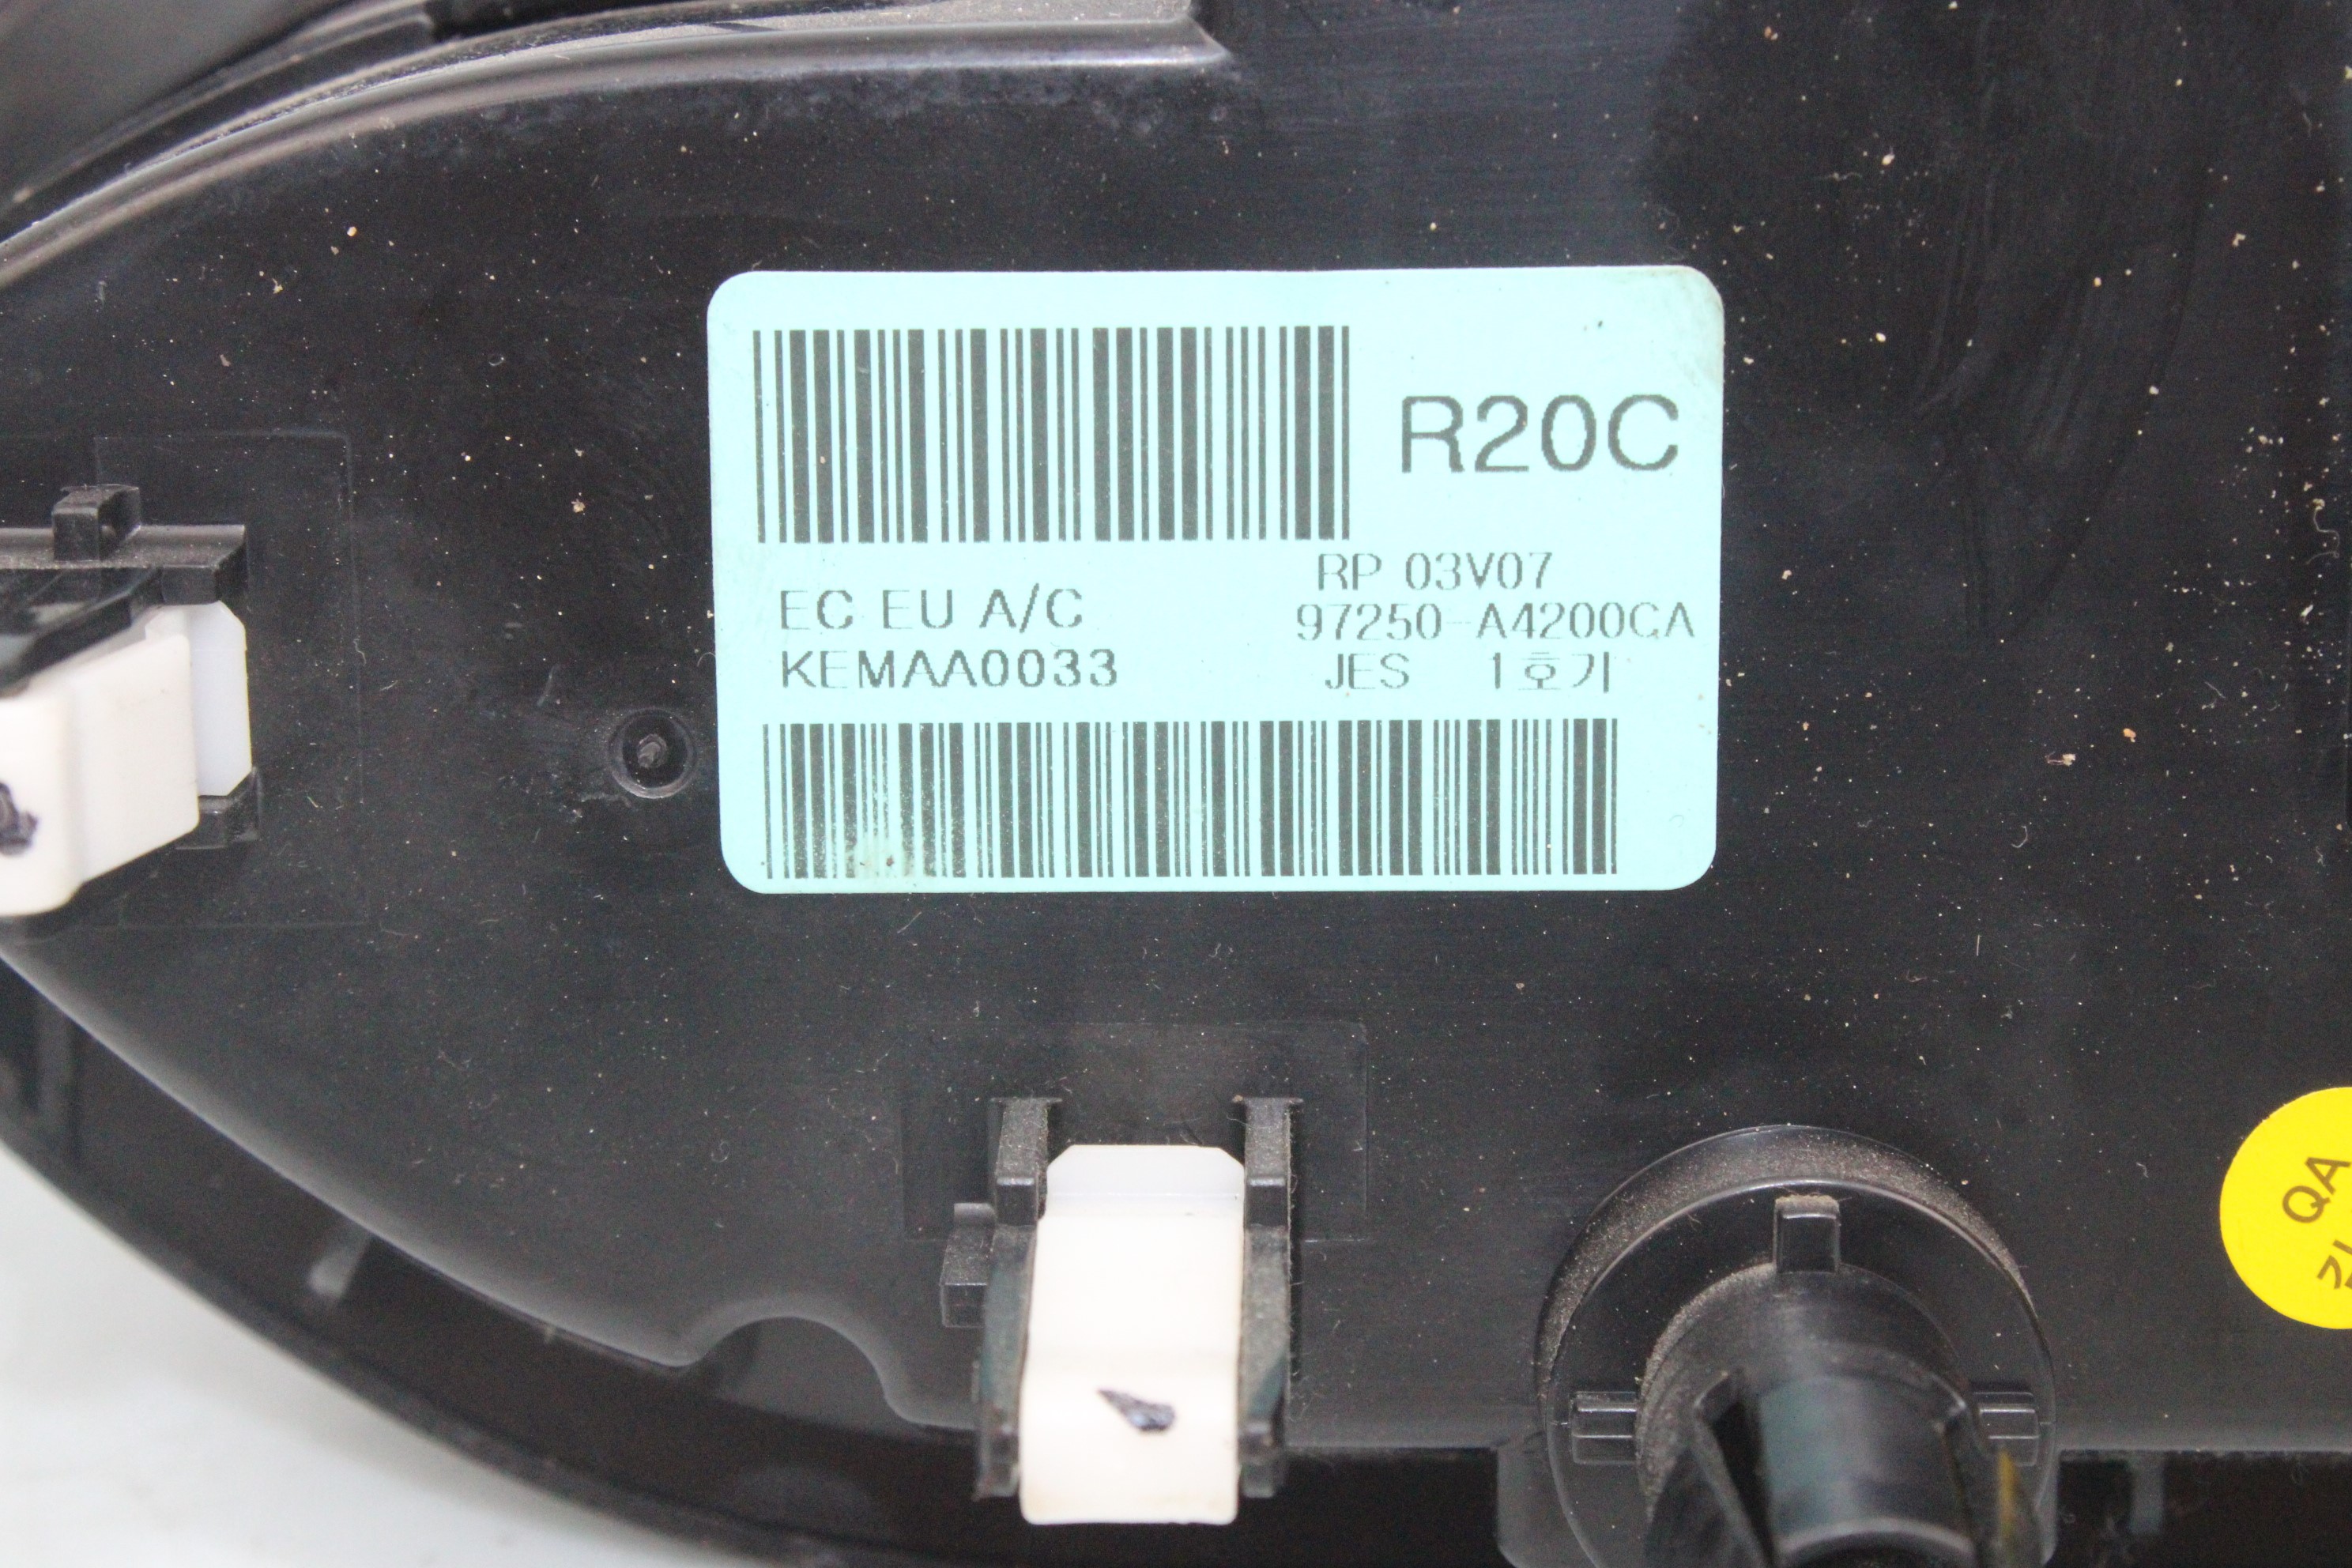 R20C
RP 03V07
EC EU A/C
97250-A4200CA
KEMAA0033
JES 1호기
QA